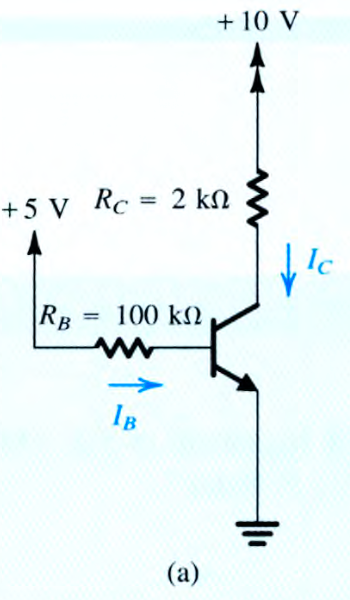 +10 V
+5 V
R_C = 2 kΩ
I_C
R_B = 100 kΩ
I_B
(a)